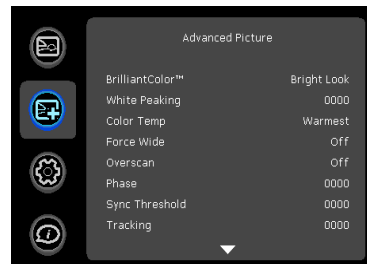 Advanced Picture
BrilliantColor™ Bright Look
White Peaking 0000
Color Temp Warmest
Force Wide Off
Overscan Off
Phase 0000
Sync Threshold 0000
Tracking 0000